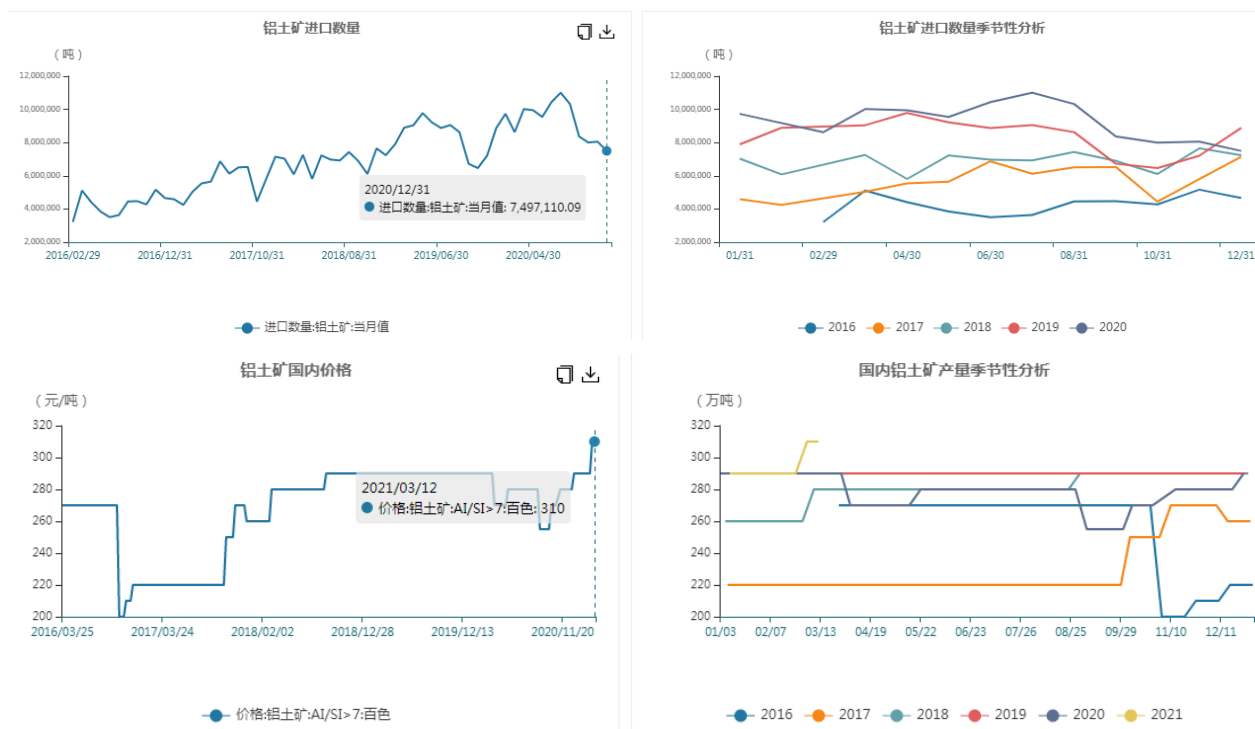 铝土矿进口数量
（吨）
12,000,000
10,000,000
8,000,000
6,000,000
4,000,000
2,000,000
2020/12/31
进口数量:铝土矿:当月值: 7,497,110.09
2016/02/29 2016/12/31 2017/10/31 2018/08/31 2019/06/30 2020/04/30
进口数量:铝土矿:当月值
铝土矿进口数量季节性分析
（吨）
12,000,000
10,000,000
8,000,000
6,000,000
4,000,000
2,000,000
01/31 02/29 04/30 06/30 08/31 10/31 12/31
2016 2017 2018 2019 2020
铝土矿国内价格
（元/吨）
320
300
280
260
240
220
200
2021/03/12
价格:铝土矿:AI/SI>7:百色: 310
2016/03/25 2017/03/24 2018/02/02 2018/12/28 2019/12/13 2020/11/20
价格:铝土矿:AI/SI>7:百色
国内铝土矿产量季节性分析
（万吨）
320
300
280
260
240
220
200
01/03 02/07 03/13 04/19 05/22 06/23 07/26 08/25 09/29 11/10 12/11
2016 2017 2018 2019 2020 2021